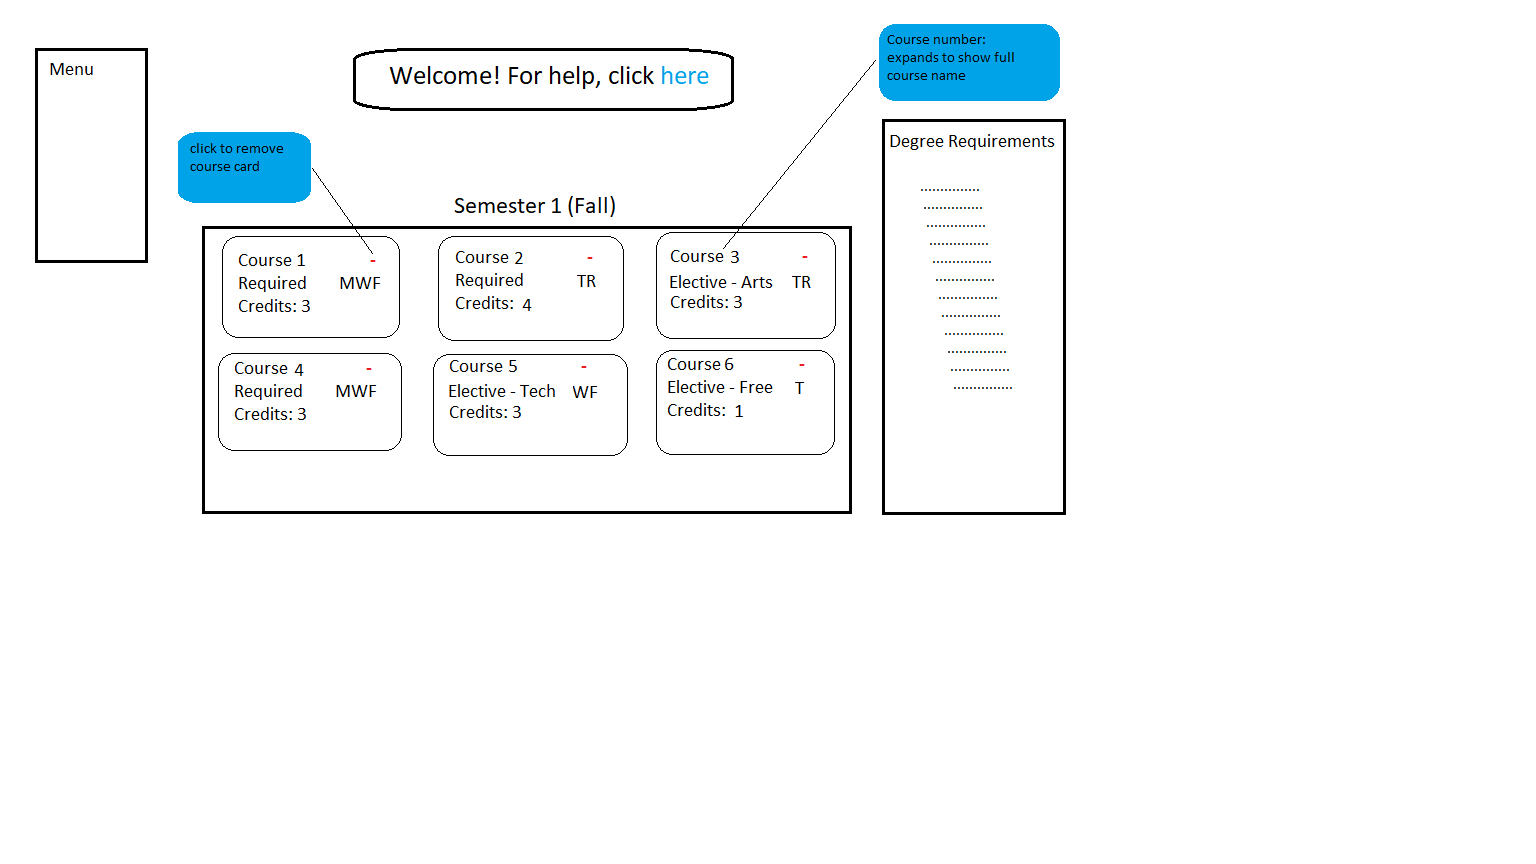 Menu
Welcome! For help, click here
Course number:
expands to show full
course name
click to remove
course card
Degree Requirements
Semester 1 (Fall)
Course 1 -
Required MWF
Credits: 3
Course 2 -
Required TR
Credits: 4
Course 3 -
Elective - Arts TR
Credits: 3
Course 4 -
Required MWF
Credits: 3
Course 5 -
Elective - Tech WF
Credits: 3
Course 6 -
Elective - Free T
Credits: 1